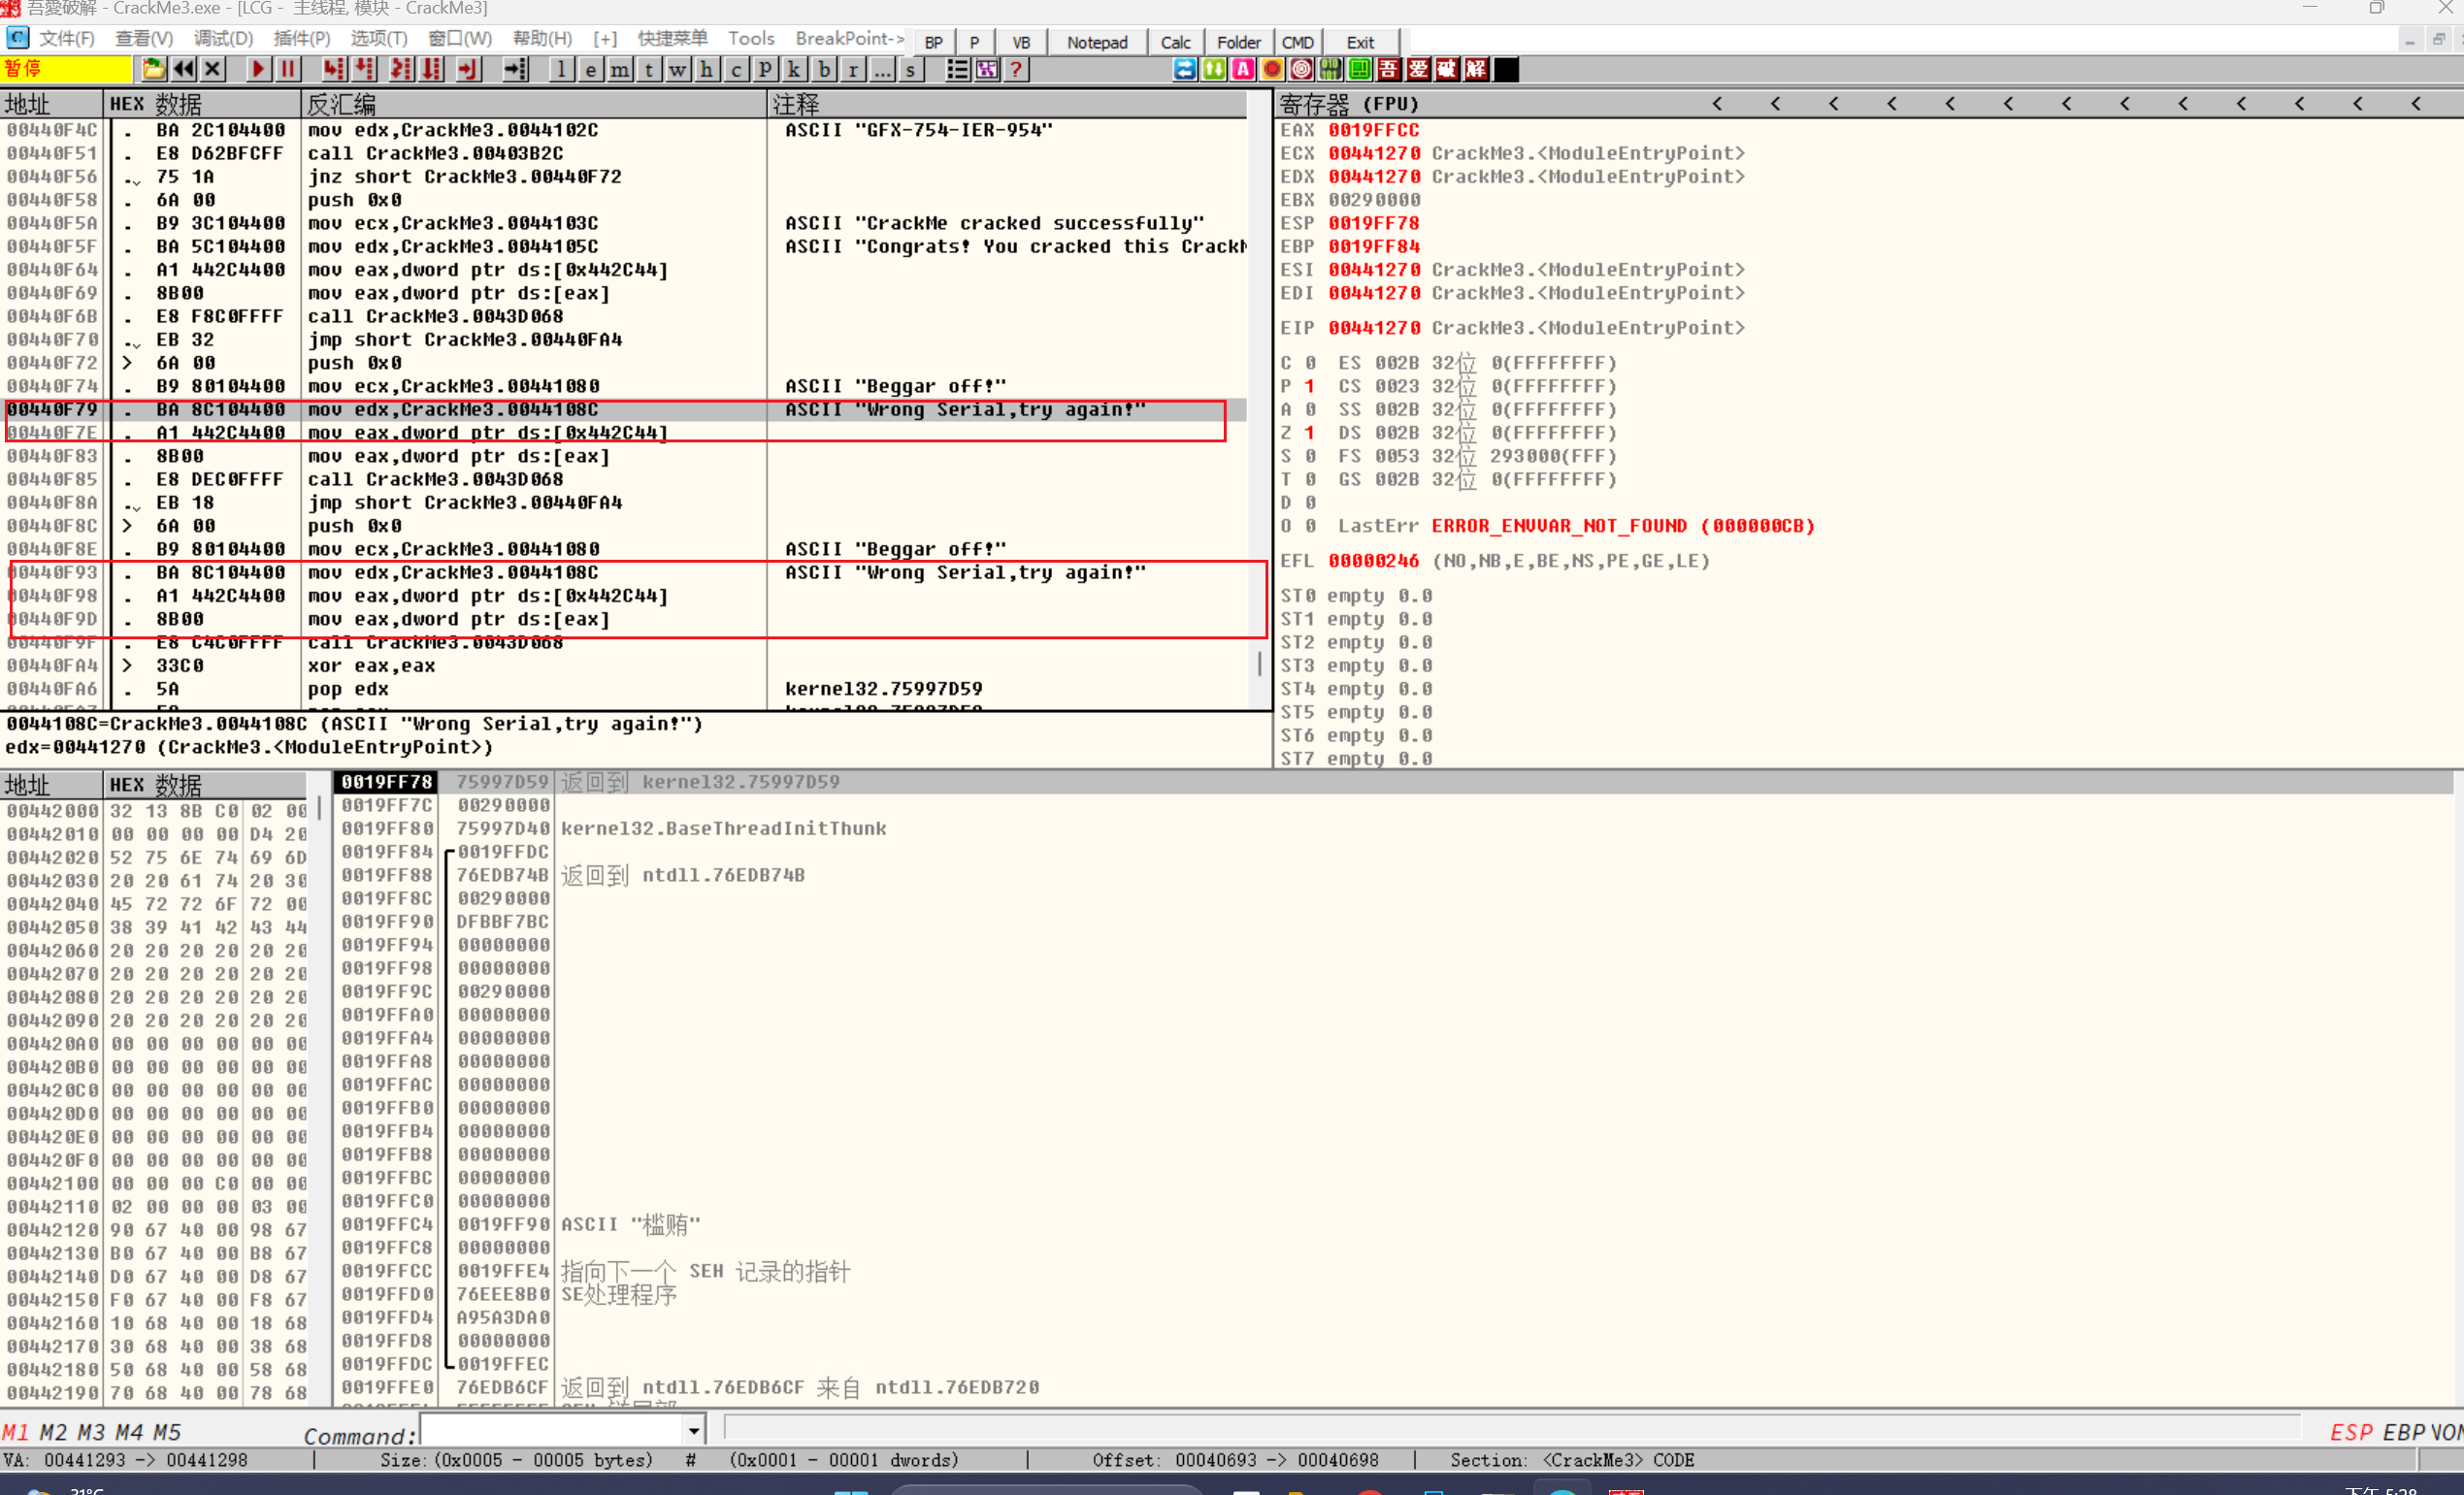 吾愛破解 - CrackMe3.exe - [LCG - 主线程, 模块 - CrackMe3]
文件(F) 查看(V) 调试(D) 插件(P) 选项(T) 窗口(W) 帮助(H) [+] 快捷菜单 Tools BreakPoint-> BP P VB Notepad Calc Folder CMD Exit
暂停 l e m t w h c p k b r ... s ? 吾 爱 破 解
地址 HEX 数据 反汇编 注释
00440F4C . BA 2C104400 mov edx,CrackMe3.0044102C ASCII "GFX-754-IER-954"
00440F51 . E8 D62BFCFF call CrackMe3.00403B2C
00440F56 . 75 1A jnz short CrackMe3.00440F72
00440F58 . 6A 00 push 0x0
00440F5A . B9 3C104400 mov ecx,CrackMe3.0044103C ASCII "CrackMe cracked successfully"
00440F5F . BA 5C104400 mov edx,CrackMe3.0044105C ASCII "Congrats! You cracked this CrackM
00440F64 . A1 442C4400 mov eax,dword ptr ds:[0x442C44]
00440F69 . 8B00 mov eax,dword ptr ds:[eax]
00440F6B . E8 F8C0FFFF call CrackMe3.0043D068
00440F70 . EB 32 jmp short CrackMe3.00440FA4
00440F72 > 6A 00 push 0x0
00440F74 . B9 80104400 mov ecx,CrackMe3.00441080 ASCII "Beggar off!"
00440F79 . BA 8C104400 mov edx,CrackMe3.0044108C ASCII "Wrong Serial,try again!"
00440F7E . A1 442C4400 mov eax,dword ptr ds:[0x442C44]
00440F83 . 8B00 mov eax,dword ptr ds:[eax]
00440F85 . E8 DEC0FFFF call CrackMe3.0043D068
00440F8A . EB 18 jmp short CrackMe3.00440FA4
00440F8C > 6A 00 push 0x0
00440F8E . B9 80104400 mov ecx,CrackMe3.00441080 ASCII "Beggar off!"
00440F93 . BA 8C104400 mov edx,CrackMe3.0044108C ASCII "Wrong Serial,try again!"
00440F98 . A1 442C4400 mov eax,dword ptr ds:[0x442C44]
00440F9D . 8B00 mov eax,dword ptr ds:[eax]
00440F9F . E8 C4C0FFFF call CrackMe3.0043D068
00440FA4 > 33C0 xor eax,eax
00440FA6 . 5A pop edx kernel32.75997D59
0044108C=CrackMe3.0044108C (ASCII "Wrong Serial,try again!")
edx=00441270 (CrackMe3.<ModuleEntryPoint>)
寄存器 (FPU) < < < < < < < < < < < < <
EAX 0019FFCC
ECX 00441270 CrackMe3.<ModuleEntryPoint>
EDX 00441270 CrackMe3.<ModuleEntryPoint>
EBX 00290000
ESP 0019FF78
EBP 0019FF84
ESI 00441270 CrackMe3.<ModuleEntryPoint>
EDI 00441270 CrackMe3.<ModuleEntryPoint>
EIP 00441270 CrackMe3.<ModuleEntryPoint>
C 0 ES 002B 32位 0(FFFFFFFF)
P 1 CS 0023 32位 0(FFFFFFFF)
A 0 SS 002B 32位 0(FFFFFFFF)
Z 1 DS 002B 32位 0(FFFFFFFF)
S 0 FS 0053 32位 293000(FFF)
T 0 GS 002B 32位 0(FFFFFFFF)
D 0
O 0 LastErr ERROR_ENVVAR_NOT_FOUND (000000CB)
EFL 00000246 (NO,NB,E,BE,NS,PE,GE,LE)
ST0 empty 0.0
ST1 empty 0.0
ST2 empty 0.0
ST3 empty 0.0
ST4 empty 0.0
ST5 empty 0.0
ST6 empty 0.0
ST7 empty 0.0
地址 HEX 数据
00442000 32 13 8B C0 02 00
00442010 00 00 00 00 D4 20
00442020 52 75 6E 74 69 6D
00442030 20 20 61 74 20 30
00442040 45 72 72 6F 72 00
00442050 38 39 41 42 43 44
00442060 20 20 20 20 20 20
00442070 20 20 20 20 20 20
00442080 20 20 20 20 20 20
00442090 20 20 20 20 20 20
004420A0 00 00 00 00 00 00
004420B0 00 00 00 00 00 00
004420C0 00 00 00 00 00 00
004420D0 00 00 00 00 00 00
004420E0 00 00 00 00 00 00
004420F0 00 00 00 00 00 00
00442100 00 00 00 C0 00 00
00442110 02 00 00 00 03 00
00442120 90 67 40 00 98 67
00442130 B0 67 40 00 B8 67
00442140 D0 67 40 00 D8 67
00442150 F0 67 40 00 F8 67
00442160 10 68 40 00 18 68
00442170 30 68 40 00 38 68
00442180 50 68 40 00 58 68
00442190 70 68 40 00 78 68
0019FF78 75997D59 返回到 kernel32.75997D59
0019FF7C 00290000
0019FF80 75997D40 kernel32.BaseThreadInitThunk
0019FF84 0019FFDC
0019FF88 76EDB74B 返回到 ntdll.76EDB74B
0019FF8C 00290000
0019FF90 DFBBF7BC
0019FF94 00000000
0019FF98 00000000
0019FF9C 00290000
0019FFA0 00000000
0019FFA4 00000000
0019FFA8 00000000
0019FFAC 00000000
0019FFB0 00000000
0019FFB4 00000000
0019FFB8 00000000
0019FFBC 00000000
0019FFC0 00000000
0019FFC4 0019FF90 ASCII "槛贿"
0019FFC8 00000000
0019FFCC 0019FFE4 指向下一个 SEH 记录的指针
0019FFD0 76EEE8B0 SE处理程序
0019FFD4 A95A3DA0
0019FFD8 00000000
0019FFDC 0019FFEC
0019FFE0 76EDB6CF 返回到 ntdll.76EDB6CF 来自 ntdll.76EDB720
M1 M2 M3 M4 M5 Command: ESP EBP
VA: 00441293 -> 00441298 Size:(0x0005 - 00005 bytes) # (0x0001 - 00001 dwords) Offset: 00040693 -> 00040698 Section: <CrackMe3> CODE